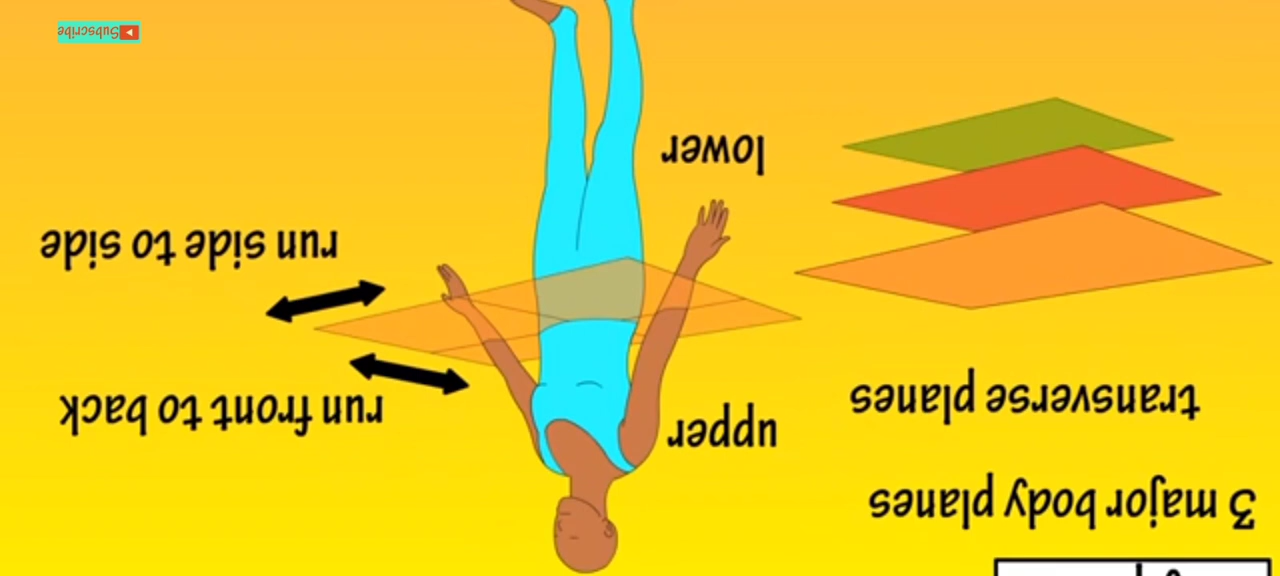 3 major body planes
transverse planes
upper
run front to back
run side to side
lower
Subscribe